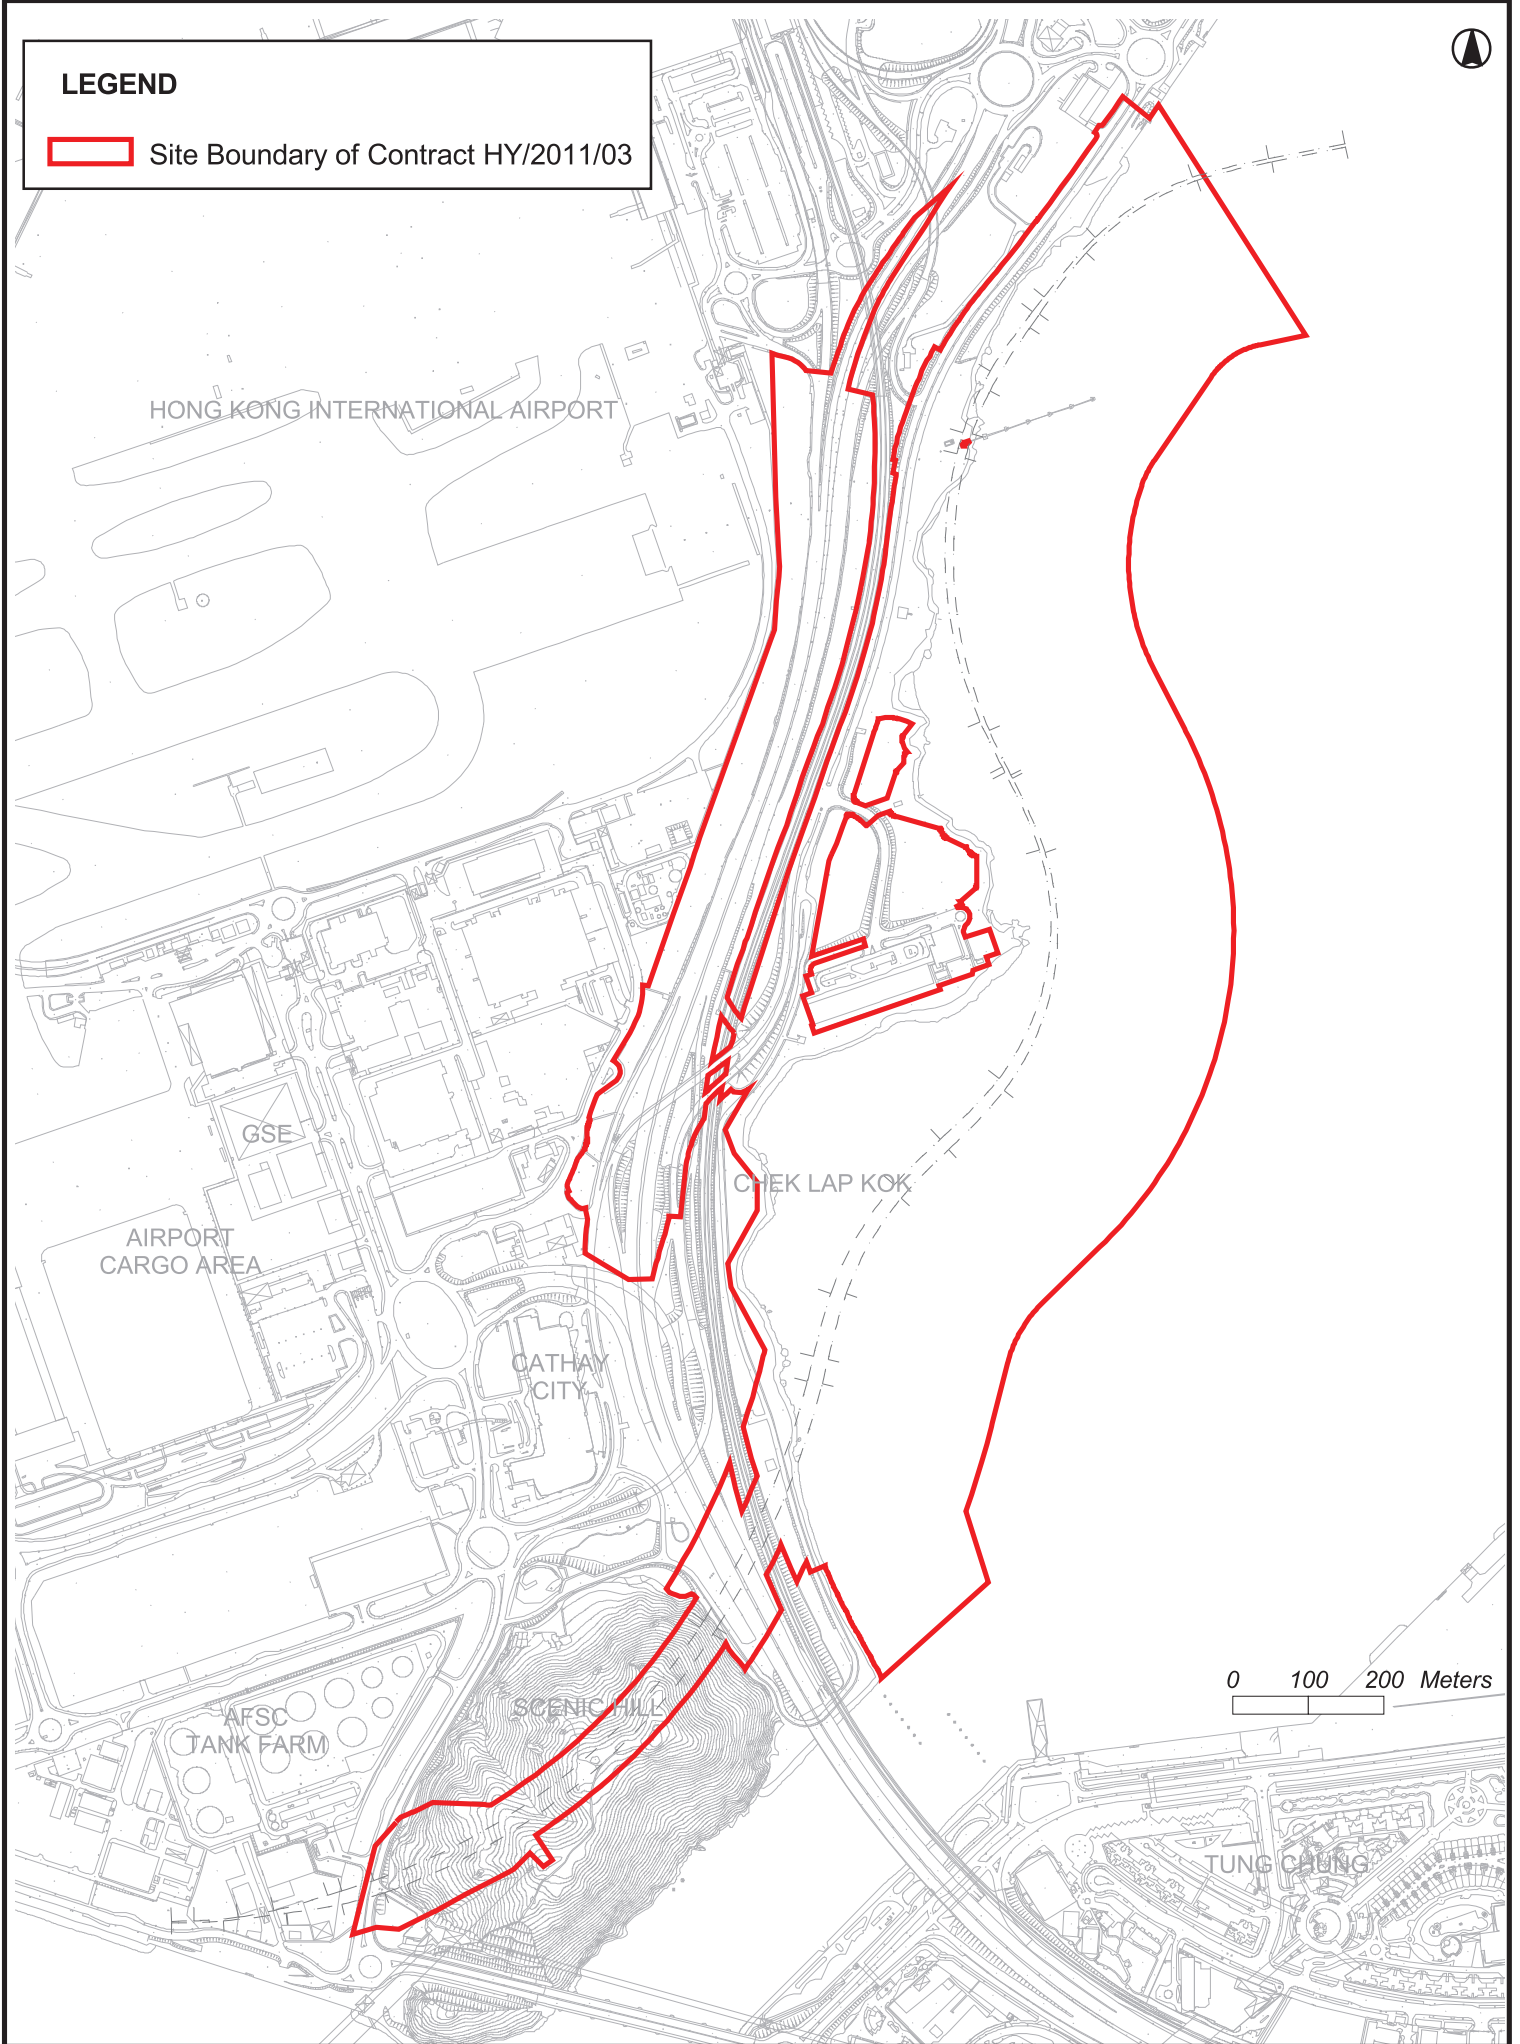 LEGEND
Site Boundary of Contract HY/2011/03
HONG KONG INTERNATIONAL AIRPORT
GSE
CHEK LAP KOK
AIRPORT
CARGO AREA
CATHAY
CITY
0 100 200 Meters
SCENIC HILL
AFSC
TANK FARM
TUNG CHUNG